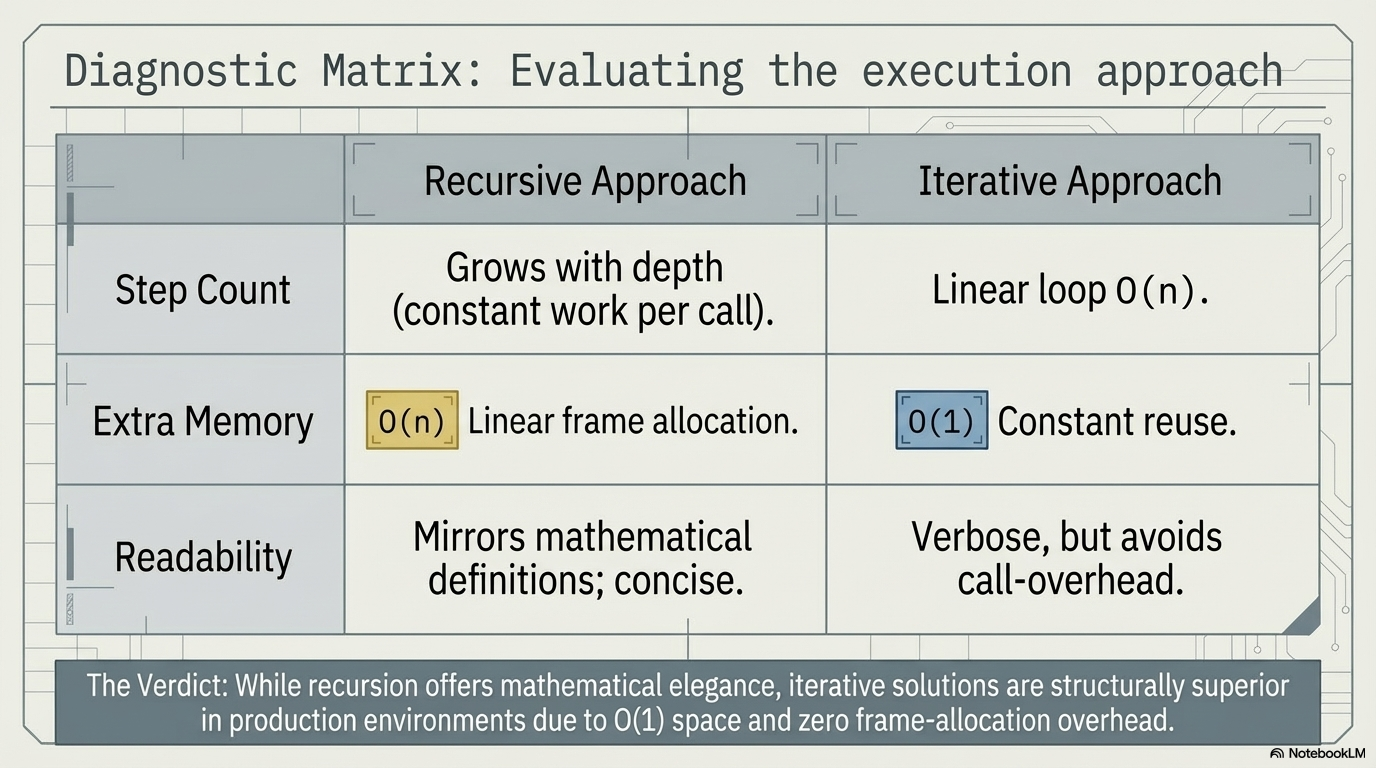 Diagnostic Matrix: Evaluating the execution approach
Recursive Approach
Iterative Approach
Step Count
Grows with depth
(constant work per call).
Linear loop O(n).
Extra Memory
O(n) Linear frame allocation.
O(1) Constant reuse.
Readability
Mirrors mathematical
definitions; concise.
Verbose, but avoids
call-overhead.
The Verdict: While recursion offers mathematical elegance, iterative solutions are structurally superior
in production environments due to O(1) space and zero frame-allocation overhead.
NotebookLM